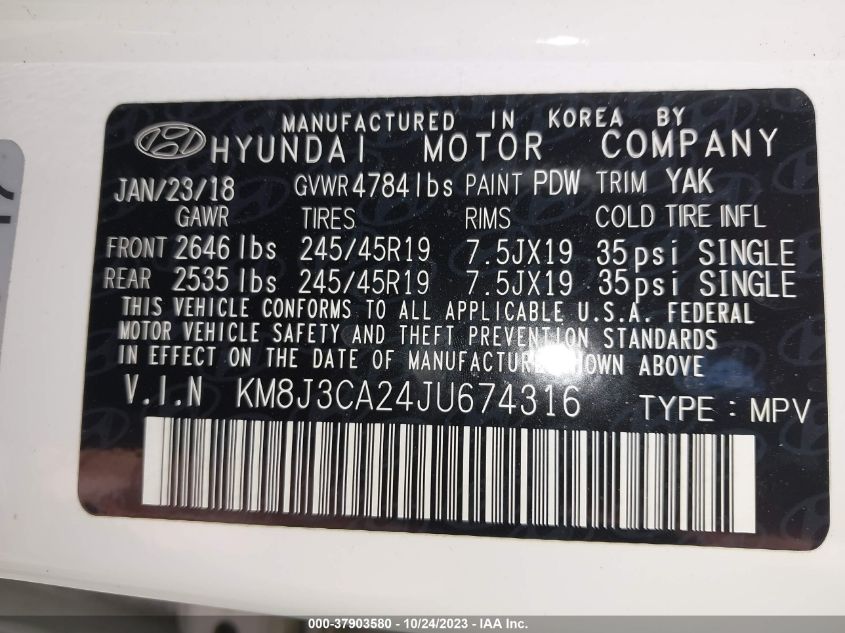 MANUFACTURED IN KOREA BY
HYUNDAI MOTOR COMPANY
JAN/23/18 GVWR4784lbs PAINT PDW TRIM YAK
GAWR TIRES RIMS COLD TIRE INFL
FRONT 2646 lbs 245/45R19 7.5JX19 35psi SINGLE
REAR 2535 lbs 245/45R19 7.5JX19 35psi SINGLE
THIS VEHICLE CONFORMS TO ALL APPLICABLE U.S.A. FEDERAL
MOTOR VEHICLE SAFETY AND THEFT PREVENTION STANDARDS
IN EFFECT ON THE DATE OF MANUFACTURE SHOWN ABOVE
V.I.N KM8J3CA24JU674316 TYPE : MPV
000-37903580 - 10/24/2023 - IAA Inc.